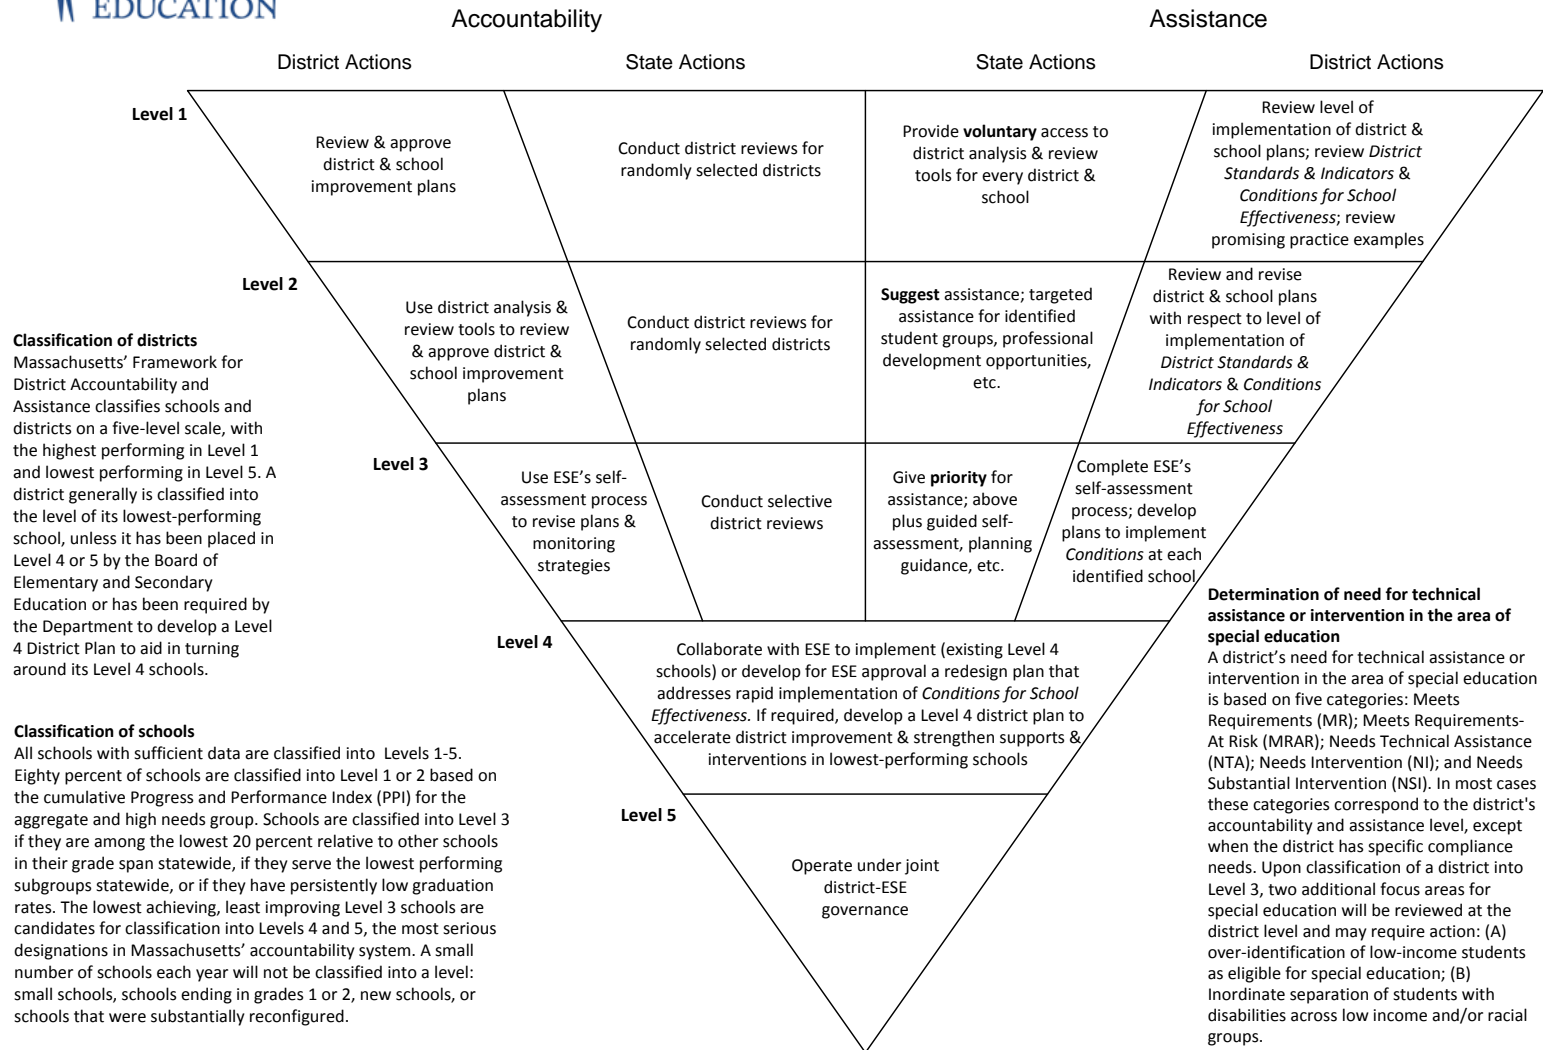 EDUCATION
Accountability
Assistance
District Actions
State Actions
State Actions
District Actions
Level 1
Review & approve
district & school
improvement plans
Conduct district reviews for
randomly selected districts
Provide voluntary access to
district analysis & review
tools for every district &
school
Review level of
implementation of district &
school plans; review District
Standards & Indicators &
Conditions for School
Effectiveness; review
promising practice examples
Level 2
Use district analysis &
review tools to review
& approve district &
school improvement
plans
Conduct district reviews for
randomly selected districts
Suggest assistance; targeted
assistance for identified
student groups, professional
development opportunities,
etc.
Review and revise
district & school plans
with respect to level of
implementation of
District Standards &
Indicators & Conditions
for School
Effectiveness
Level 3
Use ESE’s self-
assessment process
to revise plans &
monitoring
strategies
Conduct selective
district reviews
Give priority for
assistance; above
plus guided self-
assessment, planning
guidance, etc.
Complete ESE’s
self-assessment
process; develop
plans to implement
Conditions at each
identified school
Level 4
Collaborate with ESE to implement (existing Level 4
schools) or develop for ESE approval a redesign plan that
addresses rapid implementation of Conditions for School
Effectiveness. If required, develop a Level 4 district plan to
accelerate district improvement & strengthen supports &
interventions in lowest-performing schools
Level 5
Operate under joint
district-ESE
governance
Classification of districts
Massachusetts’ Framework for
District Accountability and
Assistance classifies schools and
districts on a five-level scale, with
the highest performing in Level 1
and lowest performing in Level 5. A
district generally is classified into
the level of its lowest-performing
school, unless it has been placed in
Level 4 or 5 by the Board of
Elementary and Secondary
Education or has been required by
the Department to develop a Level
4 District Plan to aid in turning
around its Level 4 schools.
Classification of schools
All schools with sufficient data are classified into Levels 1-5.
Eighty percent of schools are classified into Level 1 or 2 based on
the cumulative Progress and Performance Index (PPI) for the
aggregate and high needs group. Schools are classified into Level 3
if they are among the lowest 20 percent relative to other schools
in their grade span statewide, if they serve the lowest performing
subgroups statewide, or if they have persistently low graduation
rates. The lowest achieving, least improving Level 3 schools are
candidates for classification into Levels 4 and 5, the most serious
designations in Massachusetts’ accountability system. A small
number of schools each year will not be classified into a level:
small schools, schools ending in grades 1 or 2, new schools, or
schools that were substantially reconfigured.
Determination of need for technical
assistance or intervention in the area of
special education
A district’s need for technical assistance or
intervention in the area of special education
is based on five categories: Meets
Requirements (MR); Meets Requirements-
At Risk (MRAR); Needs Technical Assistance
(NTA); Needs Intervention (NI); and Needs
Substantial Intervention (NSI). In most cases
these categories correspond to the district's
accountability and assistance level, except
when the district has specific compliance
needs. Upon classification of a district into
Level 3, two additional focus areas for
special education will be reviewed at the
district level and may require action: (A)
over-identification of low-income students
as eligible for special education; (B)
Inordinate separation of students with
disabilities across low income and/or racial
groups.